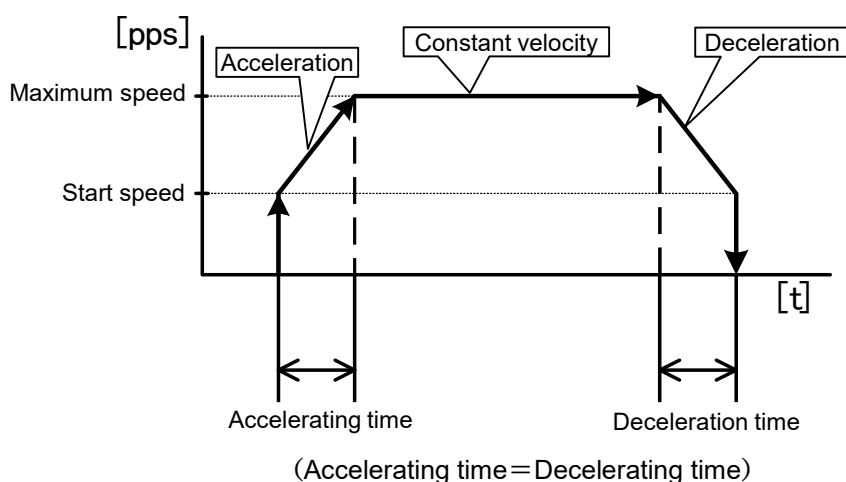 [pps]
Constant velocity
Deceleration
Acceleration
Maximum speed
Start speed
[t]
Accelerating time
Deceleration time
(Accelerating time＝Decelerating time)